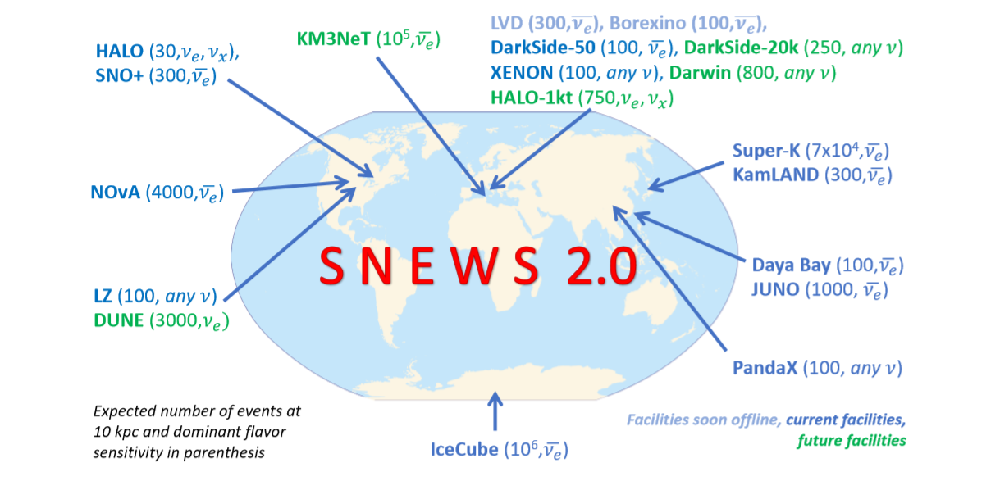 LVD (300,ν̅ₑ), Borexino (100,ν̅ₑ),
KM3NeT (10⁵,ν̅ₑ)
HALO (30,νₑ,νₓ),
DarkSide-50 (100, ν̅ₑ), DarkSide-20k (250, any ν)
SNO+ (300,ν̅ₑ)
XENON (100, any ν), Darwin (800, any ν)
HALO-1kt (750,νₑ,νₓ)
Super-K (7x10⁴,ν̅ₑ)
KamLAND (300,ν̅ₑ)
NOvA (4000,ν̅ₑ)
SNEWS 2.0
Daya Bay (100,ν̅ₑ)
JUNO (1000, ν̅ₑ)
LZ (100, any ν)
DUNE (3000,νₑ)
PandaX (100, any ν)
Expected number of events at
10 kpc and dominant flavor
sensitivity in parenthesis
Facilities soon offline, current facilities,
future facilities
IceCube (10⁶,ν̅ₑ)